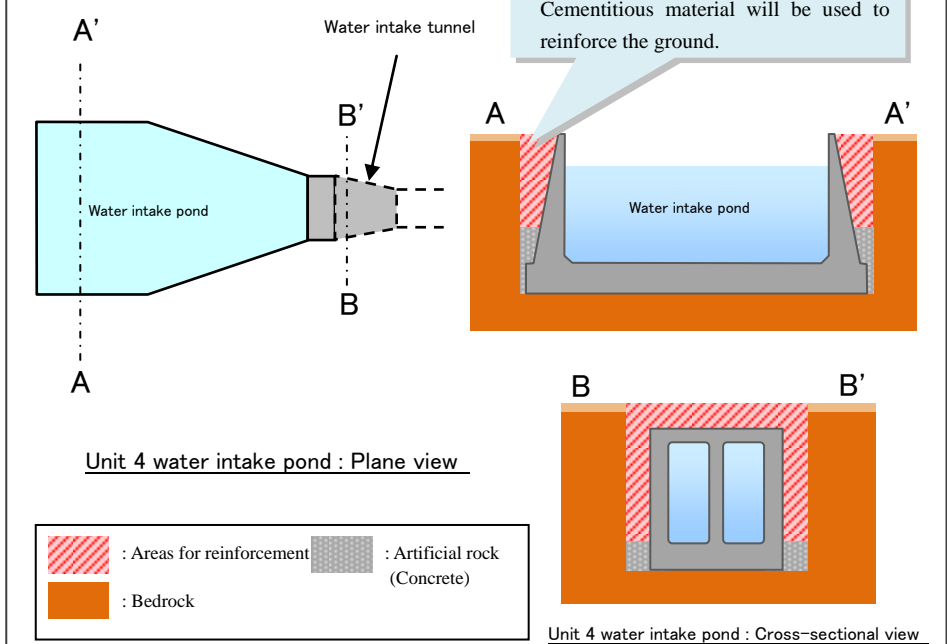 Cementitious material will be used to
reinforce the ground.
A'
Water intake tunnel
B'
Water intake pond
B
A
A
A'
Water intake pond
Unit 4 water intake pond : Plane view
B
B'
: Areas for reinforcement
: Artificial rock
(Concrete)
: Bedrock
Unit 4 water intake pond : Cross-sectional view